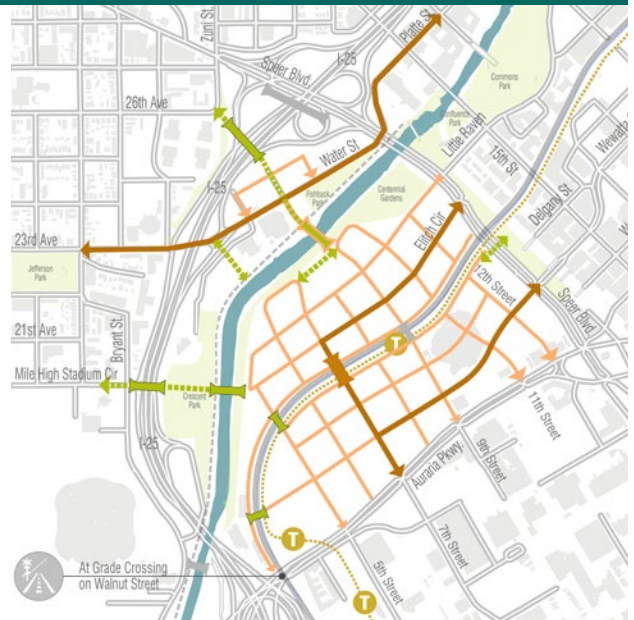 Zuni St
Platte St
I-25
Speer Blvd
26th Ave
Commons
Park
Confluence
Park
Little Raven
15th St
Water St
I-25
Fishback
Park
Centennial
Gardens
Delgany St
23rd Ave
Elitch Cir
Jefferson
Park
12th Street
Speer Blvd
21st Ave
Bryant St.
T
Mile High Stadium Cir
Crescent
Park
11th Street
I-25
Auraria Pkwy
9th Street
7th Street
T
At Grade Crossing
on Walnut Street
5th Street
T